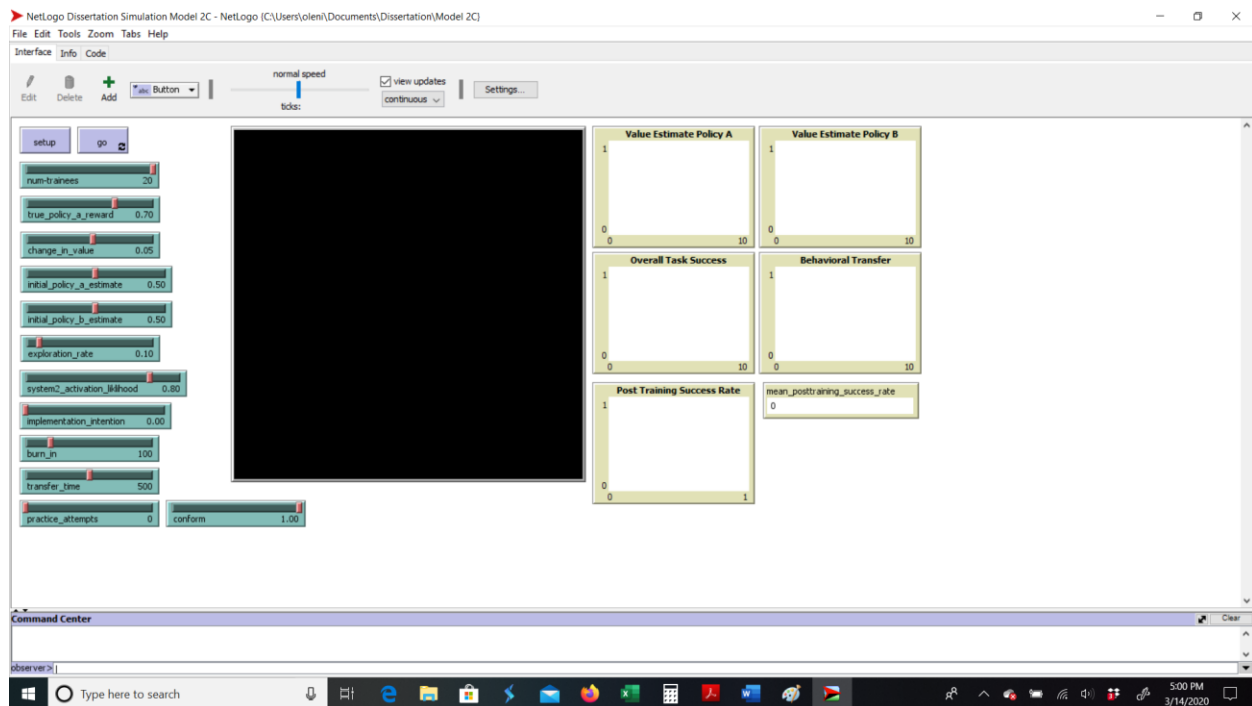 NetLogo Dissertation Simulation Model 2C - NetLogo (C:\Users\oleni\Documents\Dissertation\Model 2C)
File Edit Tools Zoom Tabs Help
Interface Info Code
Edit Delete Add abc Button
normal speed
ticks:
view updates
continuous
Settings...
setup go
num-trainees 20
true_policy_a_reward 0.70
change_in_value 0.05
initial_policy_a_estimate 0.50
initial_policy_b_estimate 0.50
exploration_rate 0.10
system2_activation_liklihood 0.80
implementation_intention 0.00
burn_in 100
transfer_time 500
practice_attempts 0 conform 1.00
Value Estimate Policy A
1
0
0 10
Value Estimate Policy B
1
0
0 10
Overall Task Success
1
0
0 10
Behavioral Transfer
1
0
0 10
Post Training Success Rate
1
0
0 1
mean_posttraining_success_rate
0
Command Center Clear
observer>
Type here to search
5:00 PM
3/14/2020